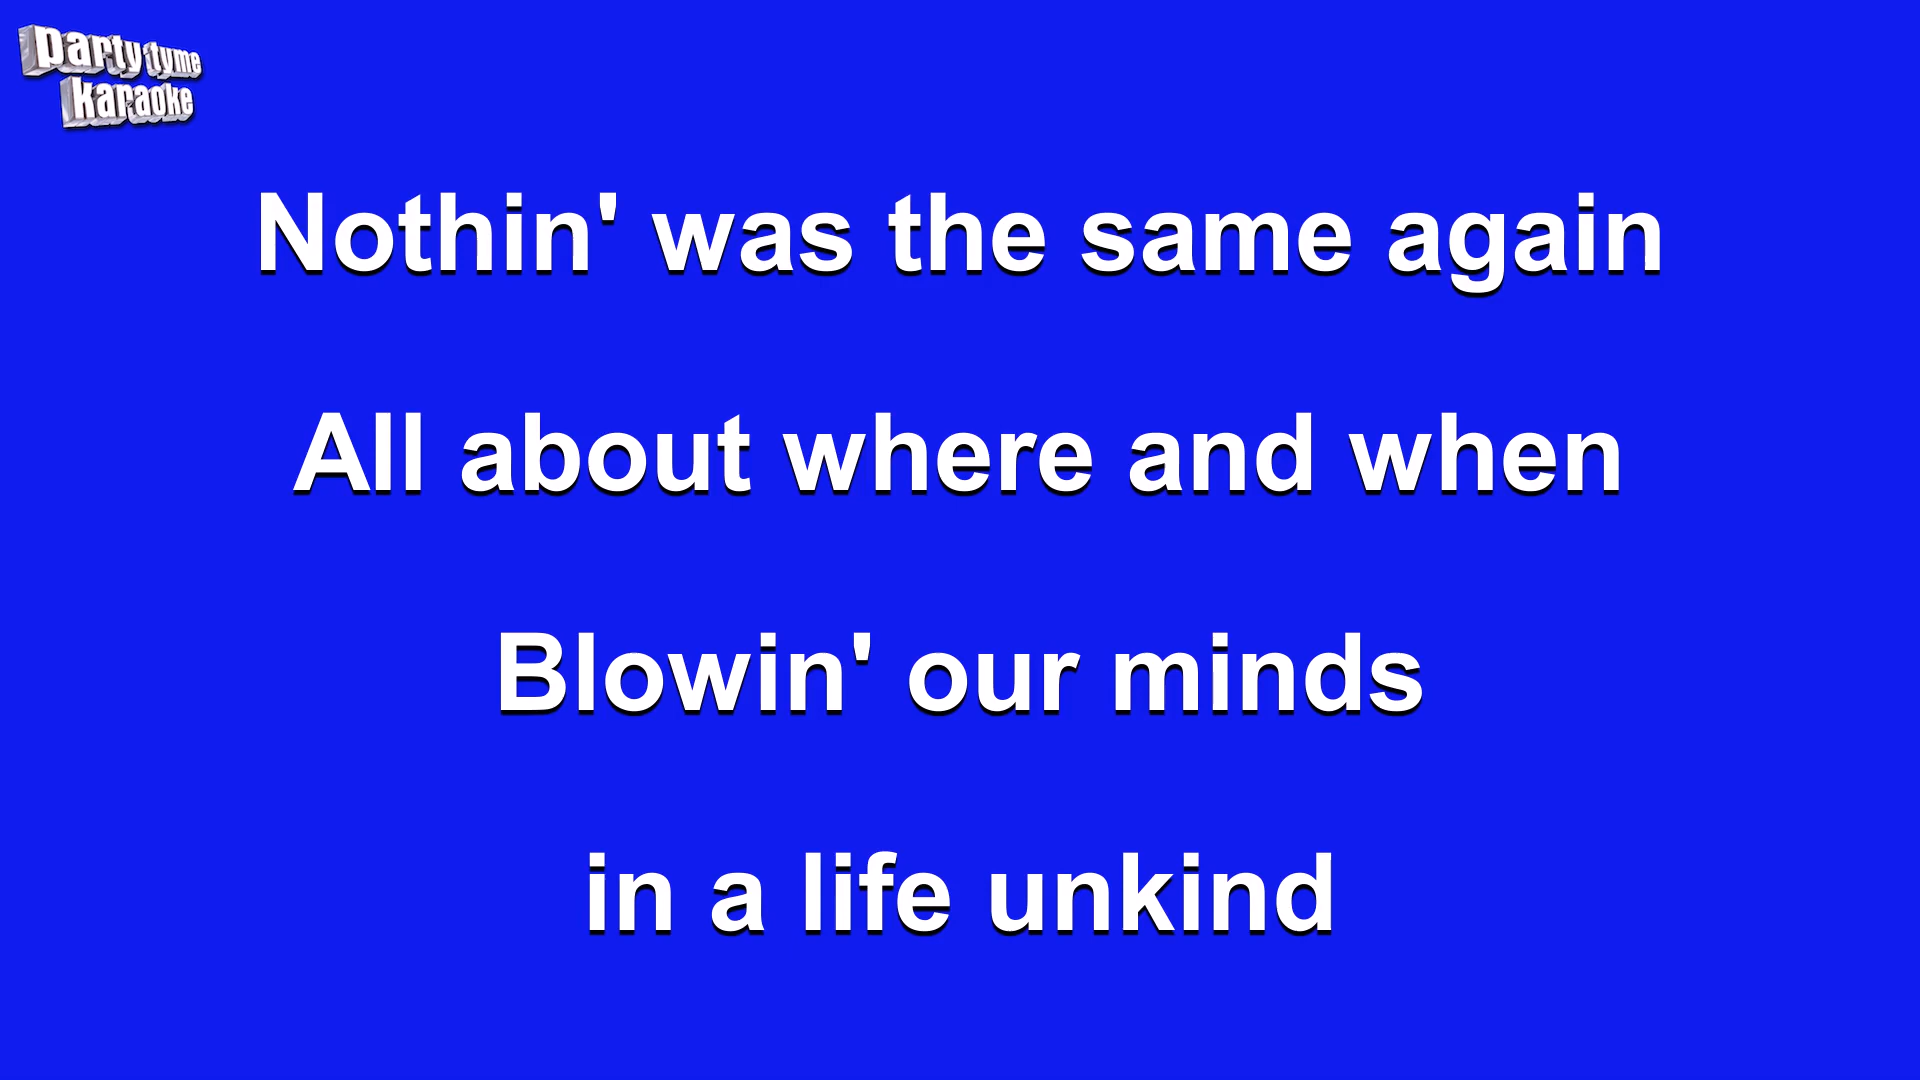 party tyme
karaoke
Nothin' was the same again
All about where and when
Blowin' our minds
in a life unkind